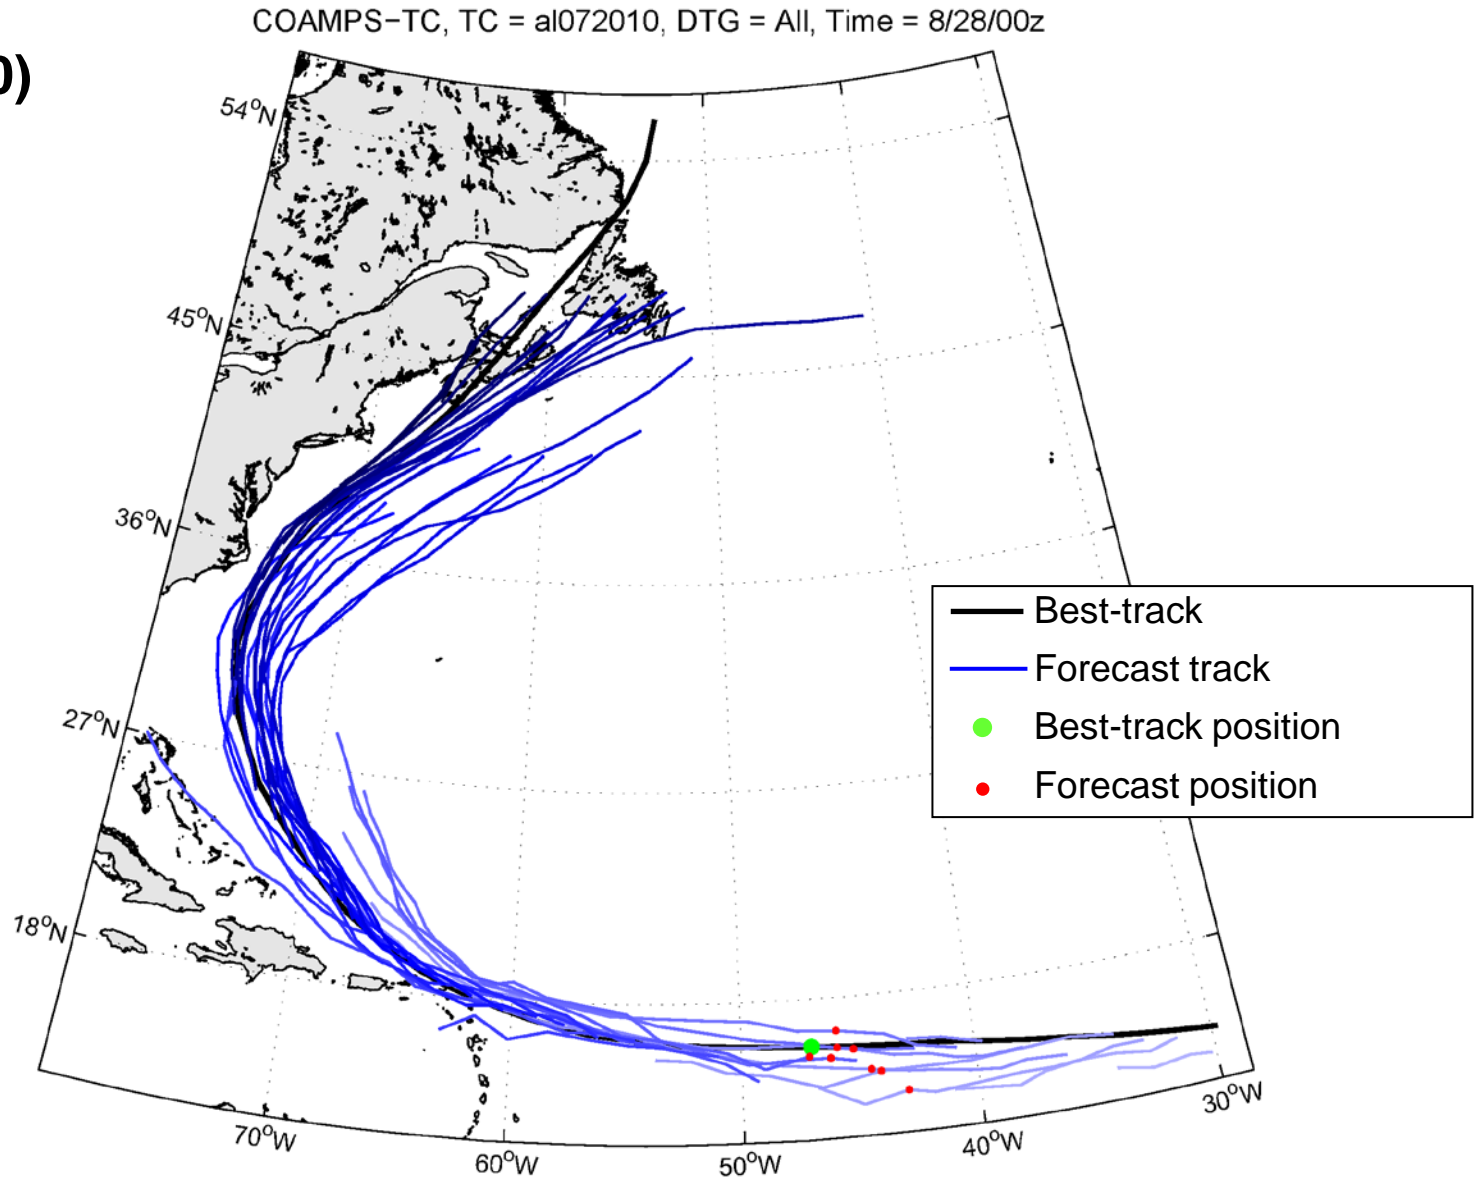 COAMPS−TC, TC = al072010, DTG = All, Time = 8/28/00z
0)
54°N
45°N
36°N
27°N
18°N
70°W
60°W
50°W
40°W
30°W
Best-track
Forecast track
Best-track position
Forecast position